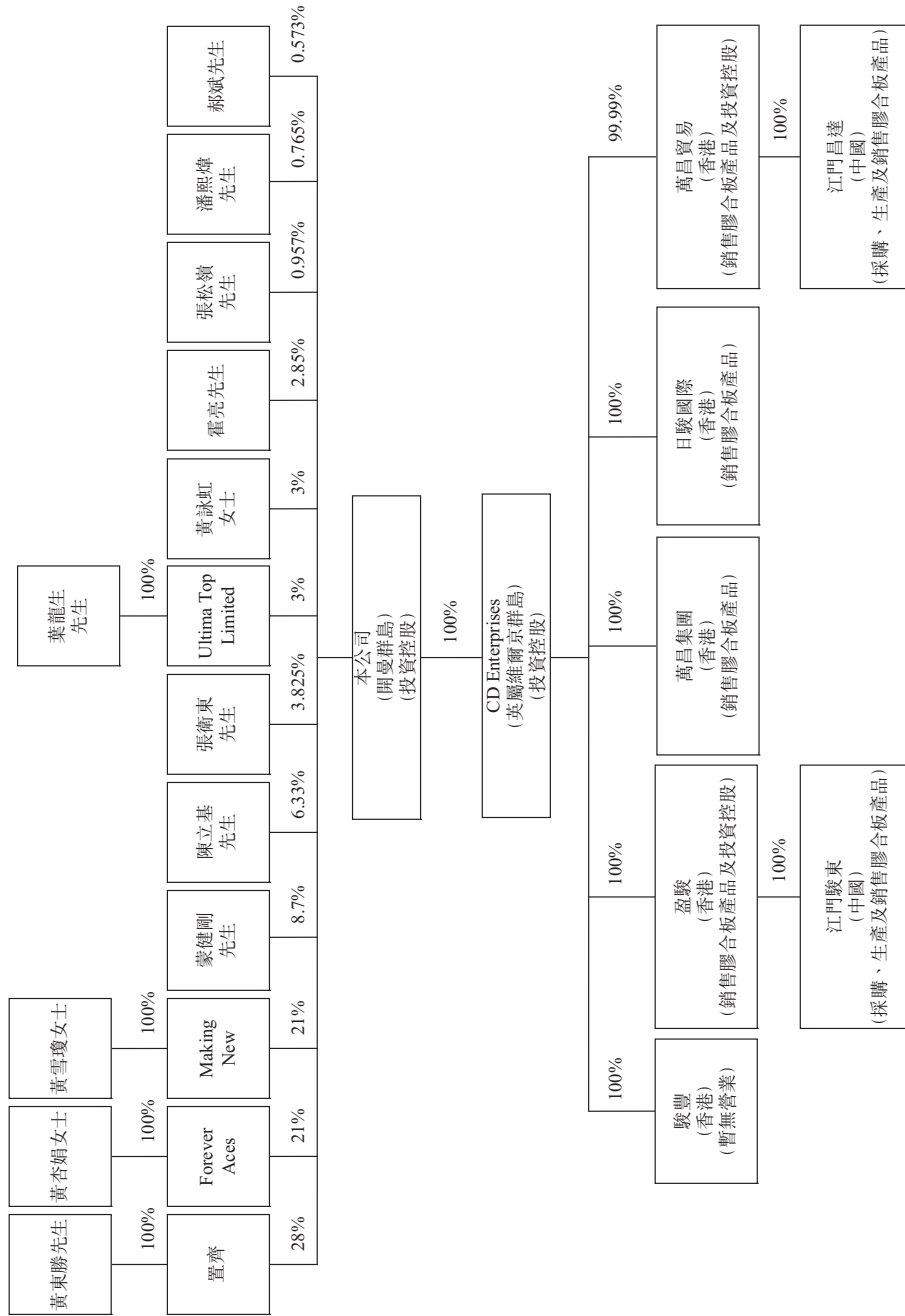 黃東勝先生
黃杏娟女士
黃雪瓊女士
葉龍生
先生
100%
100%
100%
100%
置齊
Forever
Aces
Making
New
蒙健剛
先生
陳立基
先生
張衛東
先生
Ultima Top
Limited
黃詠虹
女士
霍亮先生
張松嶺
先生
潘熙煒
先生
郝斌先生
28%
21%
21%
8.7%
6.33%
3.825%
3%
3%
2.85%
0.957%
0.765%
0.573%
本公司
(開曼群島)
(投資控股)
100%
CD Enterprises
(英屬維爾京群島)
(投資控股)
100%
100%
100%
100%
99.99%
駿豐
(香港)
(暫無營業)
盈駿
(香港)
(銷售膠合板產品及投資控股)
萬昌集團
(香港)
(銷售膠合板產品)
日駿國際
(香港)
(銷售膠合板產品)
萬昌貿易
(香港)
(銷售膠合板產品及投資控股)
100%
100%
江門駿東
(中國)
(採購、生產及銷售膠合板產品)
江門昌達
(中國)
(採購、生產及銷售膠合板產品)